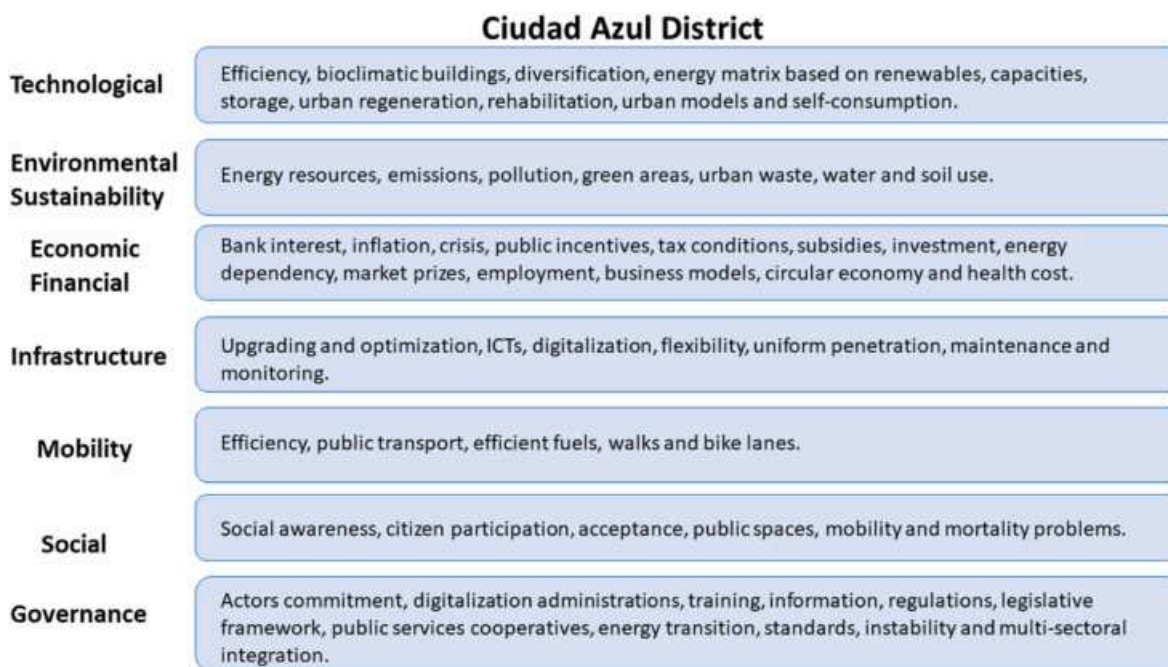 Ciudad Azul District
Technological
Efficiency, bioclimatic buildings, diversification, energy matrix based on renewables, capacities,
storage, urban regeneration, rehabilitation, urban models and self-consumption.
Environmental
Sustainability
Energy resources, emissions, pollution, green areas, urban waste, water and soil use.
Economic
Financial
Bank interest, inflation, crisis, public incentives, tax conditions, subsidies, investment, energy
dependency, market prizes, employment, business models, circular economy and health cost.
Infrastructure
Upgrading and optimization, ICTs, digitalization, flexibility, uniform penetration, maintenance and
monitoring.
Mobility
Efficiency, public transport, efficient fuels, walks and bike lanes.
Social
Social awareness, citizen participation, acceptance, public spaces, mobility and mortality problems.
Governance
Actors commitment, digitalization administrations, training, information, regulations, legislative
framework, public services cooperatives, energy transition, standards, instability and multi-sectoral
integration.